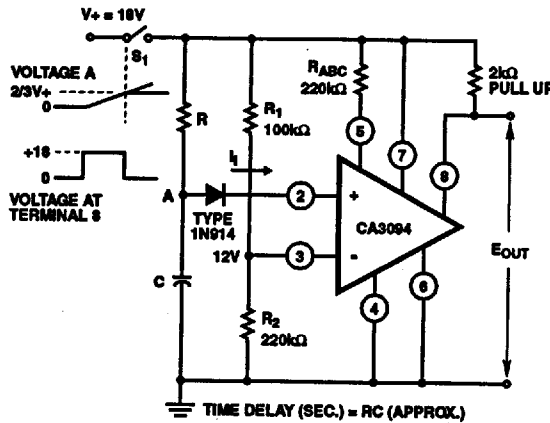 V+ = 18V
S1
VOLTAGE A
2/3V+
0
+18
0
VOLTAGE AT
TERMINAL 8
R
R1
100kΩ
RABC
220kΩ
2kΩ
PULL UP
I1
A
TYPE
1N914
12V
C
R2
220kΩ
5
7
8
2
+
CA3094
3
-
4
6
EOUT
TIME DELAY (SEC.) = RC (APPROX.)